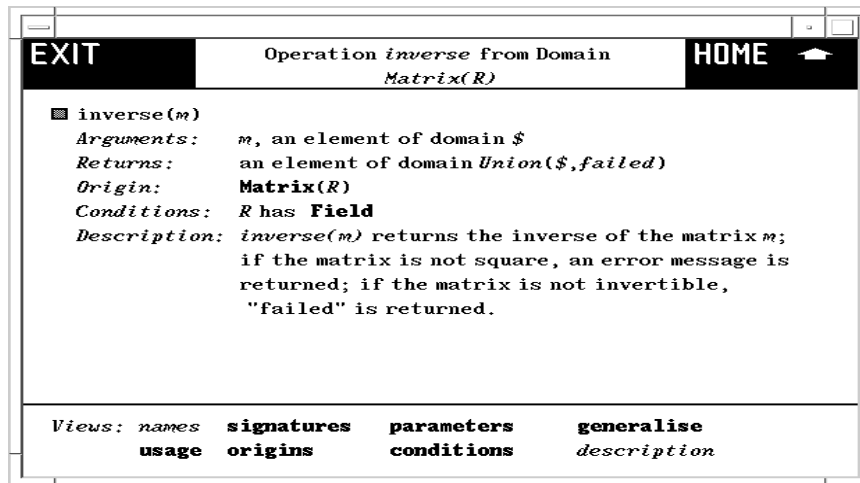 EXIT
Operation inverse from Domain
HOME
Matrix(R)
inverse(m)
Arguments: m, an element of domain $
Returns: an element of domain Union($,failed)
Origin: Matrix(R)
Conditions: R has Field
Description: inverse(m) returns the inverse of the matrix m;
if the matrix is not square, an error message is
returned; if the matrix is not invertible,
"failed" is returned.
Views: names signatures parameters generalise
usage origins conditions description